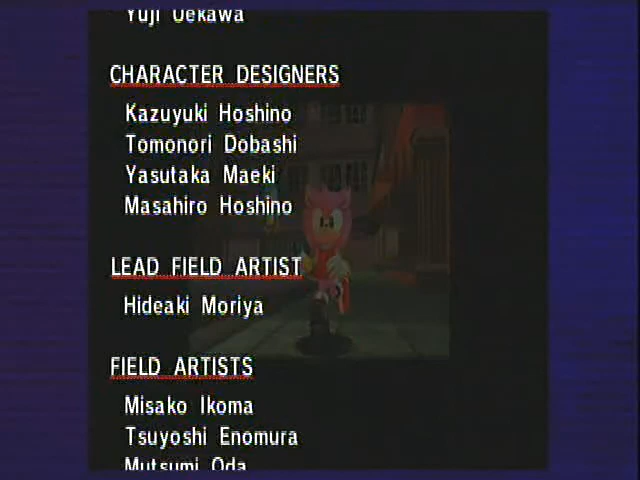 Yuji Uekawa
CHARACTER DESIGNERS
Kazuyuki Hoshino
Tomonori Dobashi
Yasutaka Maeki
Masahiro Hoshino
LEAD FIELD ARTIST
Hideaki Moriya
FIELD ARTISTS
Misako Ikoma
Tsuyoshi Enomura
Mutsumi Oda